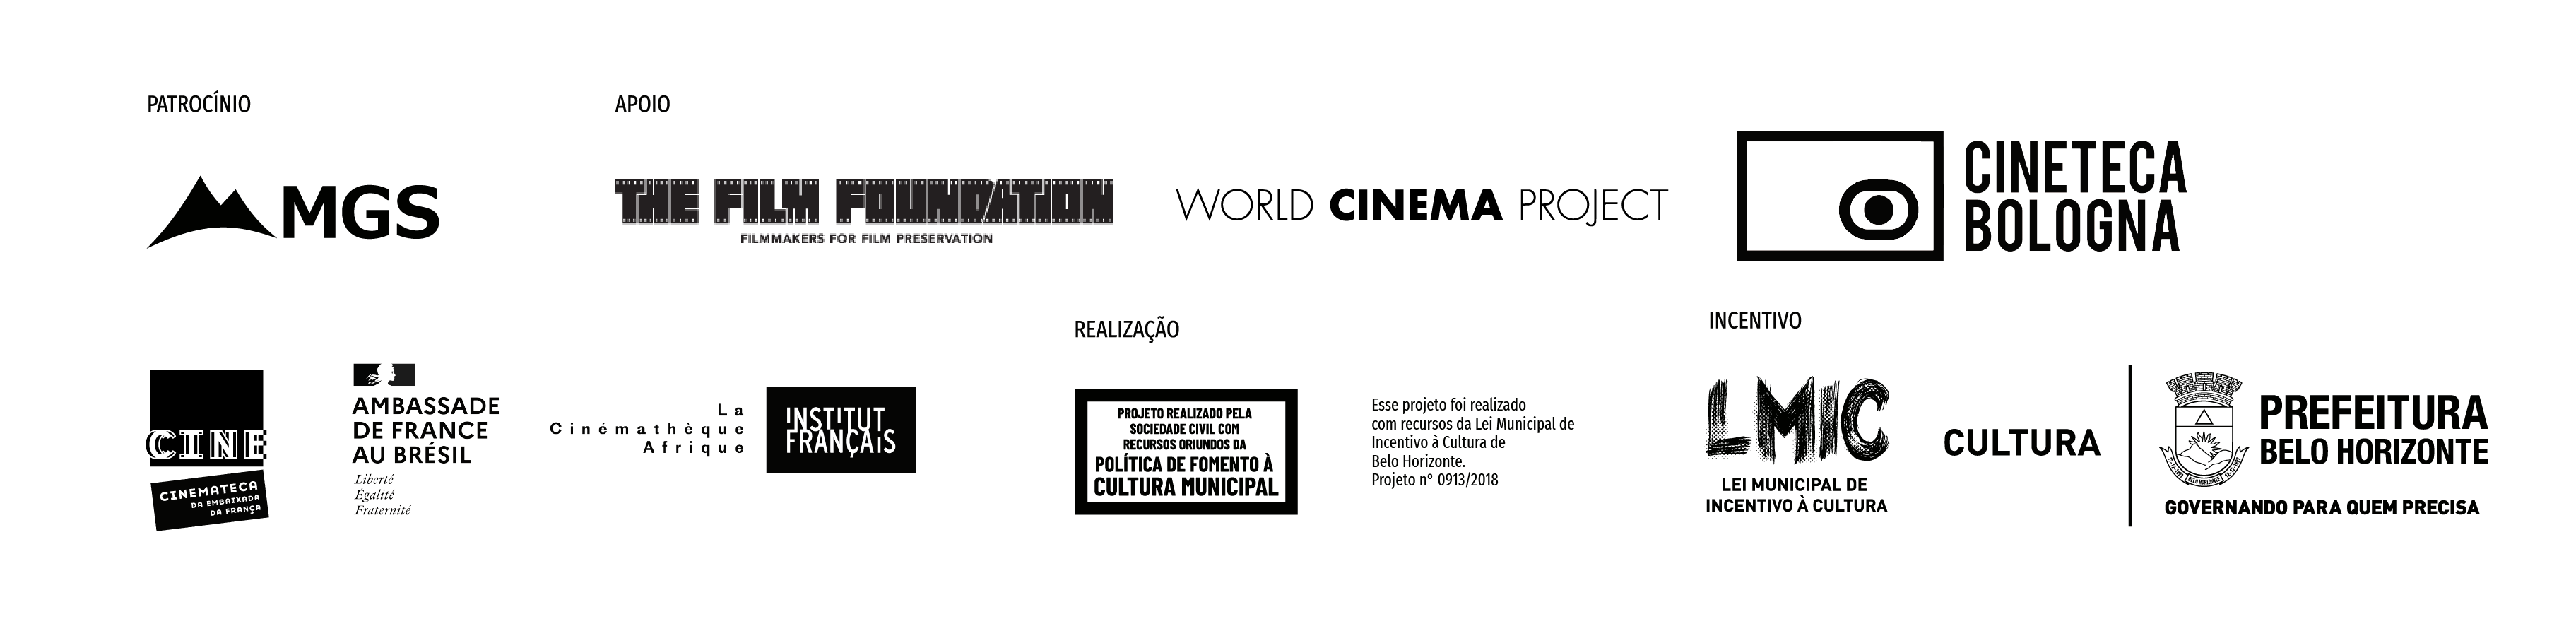 PATROCÍNIO
MGS
APOIO
THE FILM FOUNDATION
FILMMAKERS FOR FILM PRESERVATION
WORLD CINEMA PROJECT
CINETECA
BOLOGNA
CINE
CINEMATECA
DA EMBAIXADA
DA FRANÇA
AMBASSADE
DE FRANCE
AU BRÉSIL
Liberté
Égalité
Fraternité
La
Cinémathèque
Afrique
INSTITUT
FRANÇAIS
REALIZAÇÃO
PROJETO REALIZADO PELA
SOCIEDADE CIVIL COM
RECURSOS ORIUNDOS DA
POLÍTICA DE FOMENTO À
CULTURA MUNICIPAL
Esse projeto foi realizado
com recursos da Lei Municipal de
Incentivo à Cultura de
Belo Horizonte.
Projeto n° 0913/2018
INCENTIVO
LMIC
LEI MUNICIPAL DE
INCENTIVO À CULTURA
CULTURA
BELO HORIZONTE
PREFEITURA
BELO HORIZONTE
GOVERNANDO PARA QUEM PRECISA